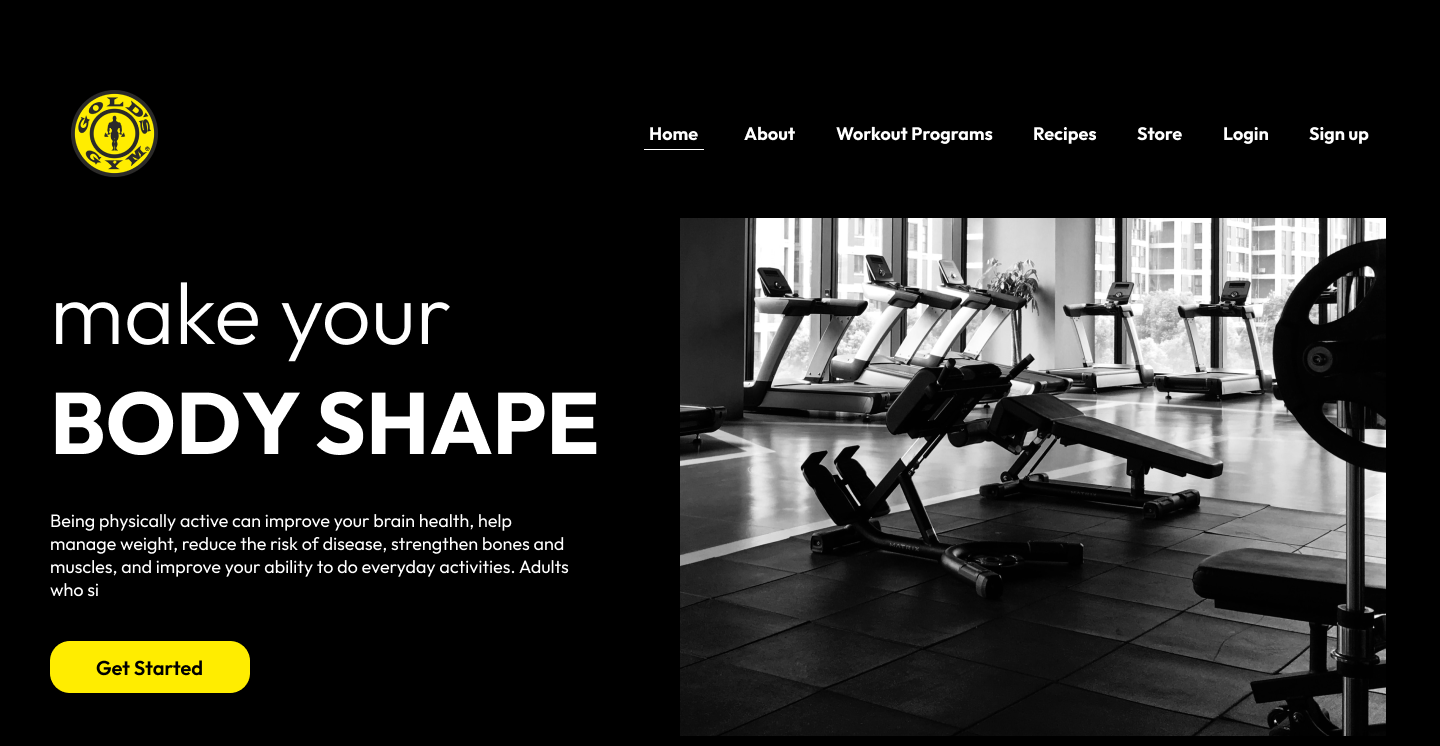 GOLD'S
GYM®
Home About Workout Programs Recipes Store Login Sign up
make your
BODY SHAPE
Being physically active can improve your brain health, help
manage weight, reduce the risk of disease, strengthen bones and
muscles, and improve your ability to do everyday activities. Adults
who si
Get Started
MATRIX